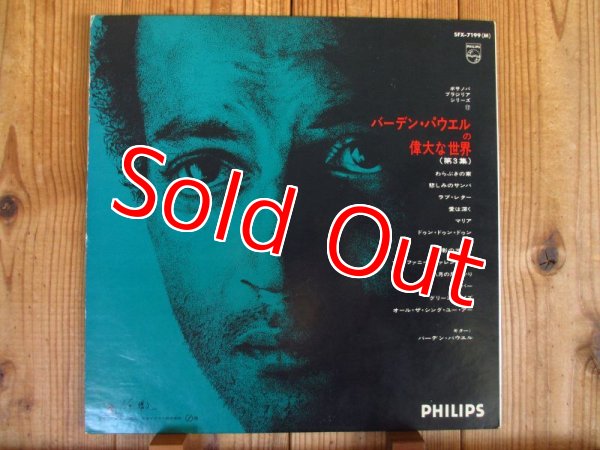 SFX-7199(M)
PHILIPS
ボサノバ
ブラジリア
シリーズ
⑫
バーデン・パウエル
の
偉大な世界
(第3集)
わらぶきの家
悲しみのサンバ
ラブ・レター
愛は深く
マリア
ドゥン・ドゥン・ドゥン
Sold Out
オール・ザ・シングス・ユー・アー
ギター:
バーデン・パウエル
PHILIPS